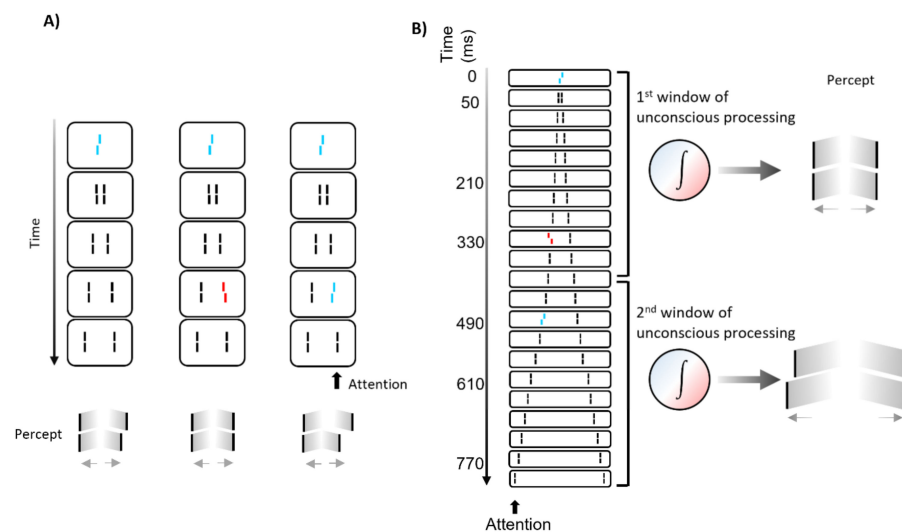 A)
Time
Attention
Percept
B)
Time
(ms)
0
50
210
330
490
610
770
Attention
1st window of
unconscious processing
∫
Percept
2nd window of
unconscious processing
∫